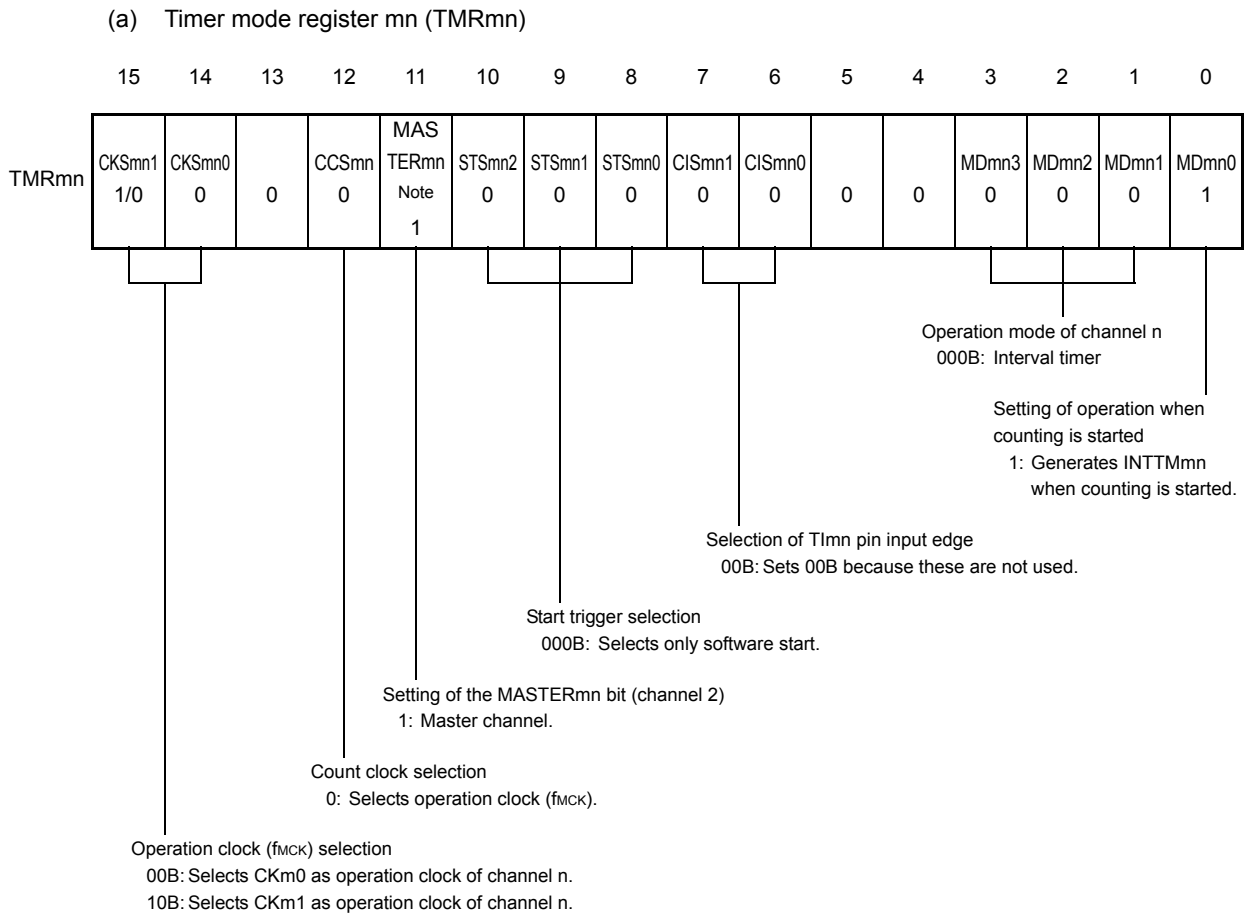 (a) Timer mode register mn (TMRmn)
15 14 13 12 11 10 9 8 7 6 5 4 3 2 1 0
TMRmn
CKSmn1 1/0
CKSmn0 0
0
CCSmn 0
MAS
TERmn
Note
1
STSmn2 0
STSmn1 0
STSmn0 0
CISmn1 0
CISmn0 0
0
0
MDmn3 0
MDmn2 0
MDmn1 0
MDmn0 1
Operation mode of channel n
000B: Interval timer
Setting of operation when
counting is started
1: Generates INTTMmn
when counting is started.
Selection of TImn pin input edge
00B: Sets 00B because these are not used.
Start trigger selection
000B: Selects only software start.
Setting of the MASTERmn bit (channel 2)
1: Master channel.
Count clock selection
0: Selects operation clock (fMCK).
Operation clock (fMCK) selection
00B: Selects CKm0 as operation clock of channel n.
10B: Selects CKm1 as operation clock of channel n.